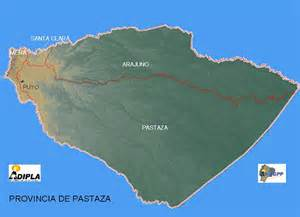 SANTA CLARA
MERA
ARAJUNO
PUYO
PASTAZA
ADIPLA
PROVINCIA DE PASTAZA